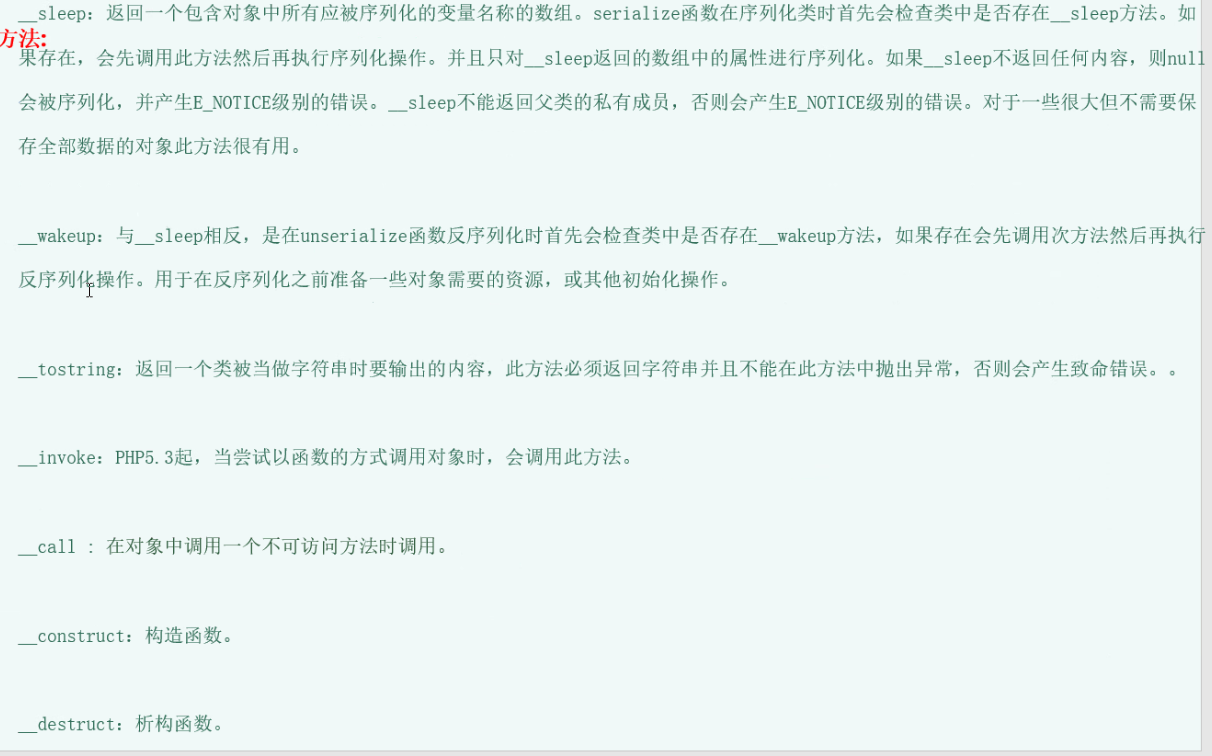 __sleep: 返回一个包含对象中所有应被序列化的变量名称的数组。serialize函数在序列化类时首先会检查类中是否存在__sleep方法。如
方法:
果存在，会先调用此方法然后再执行序列化操作。并且只对__sleep返回的数组中的属性进行序列化。如果__sleep不返回任何内容，则null
会被序列化，并产生E_NOTICE级别的错误。__sleep不能返回父类的私有成员，否则会产生E_NOTICE级别的错误。对于一些很大但不需要保
存全部数据的对象此方法很有用。
__wakeup: 与__sleep相反，是在unserialize函数反序列化时首先会检查类中是否存在__wakeup方法，如果存在会先调用次方法然后再执行
反序列化操作。用于在反序列化之前准备一些对象需要的资源，或其他初始化操作。
__tostring: 返回一个类被当做字符串时要输出的内容，此方法必须返回字符串并且不能在此方法中抛出异常，否则会产生致命错误。。
__invoke: PHP5.3起，当尝试以函数的方式调用对象时，会调用此方法。
__call : 在对象中调用一个不可访问方法时调用。
__construct: 构造函数。
__destruct: 析构函数。